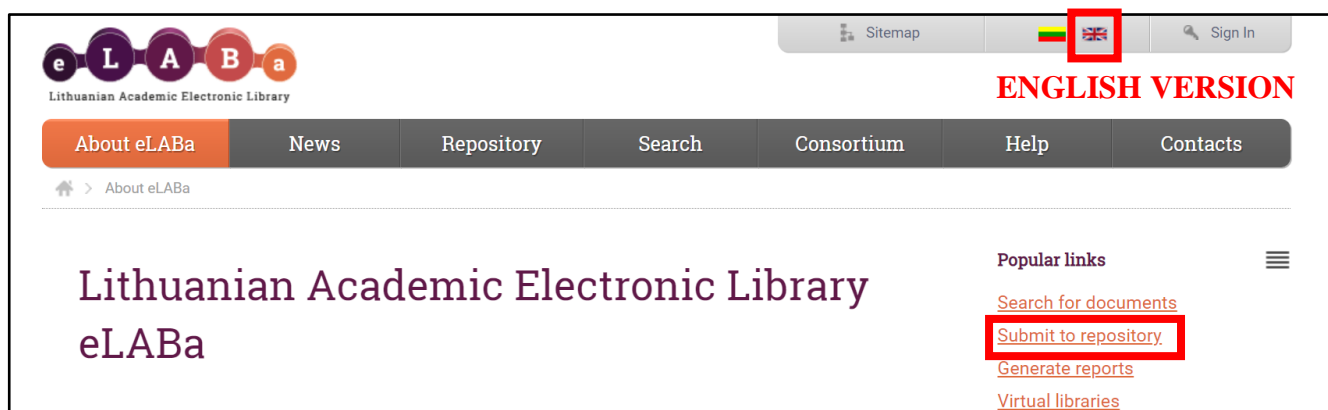 e L A B a
Lithuanian Academic Electronic Library
Sitemap
Sign In
ENGLISH VERSION
About eLABa News Repository Search Consortium Help Contacts
> About eLABa
Lithuanian Academic Electronic Library
eLABa
Popular links
Search for documents
Submit to repository
Generate reports
Virtual libraries